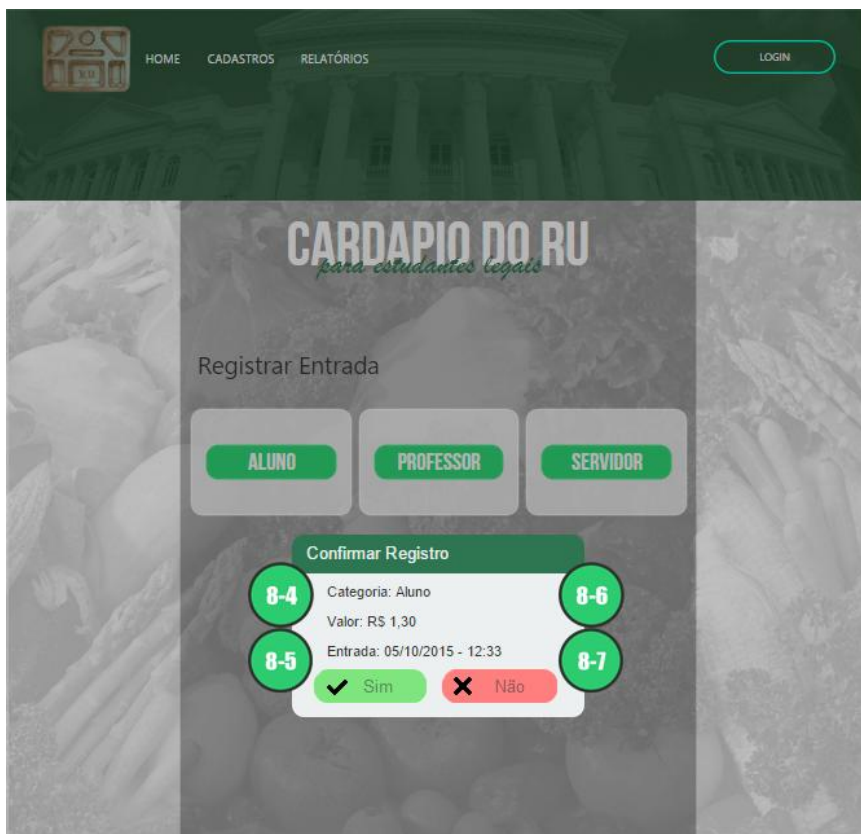 HOME CADASTROS RELATÓRIOS LOGIN
RU
CARDAPIO DO RU
para estudantes legais
Registrar Entrada
ALUNO PROFESSOR SERVIDOR
Confirmar Registro
8-4 Categoria: Aluno 8-6
Valor: R$ 1,30
8-5 Entrada: 05/10/2015 - 12:33 8-7
Sim Não